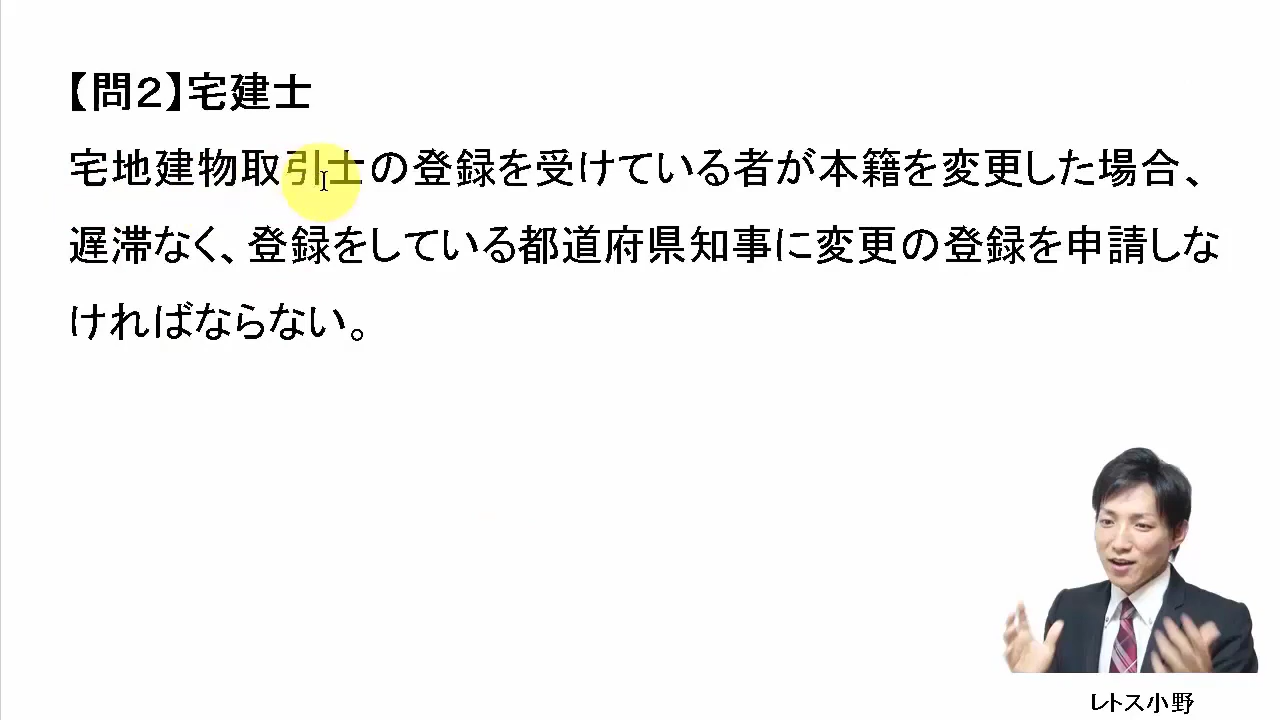 【問２】宅建士
宅地建物取引士の登録を受けている者が本籍を変更した場合、
遅滞なく、登録をしている都道府県知事に変更の登録を申請しな
ければならない。
レトス小野